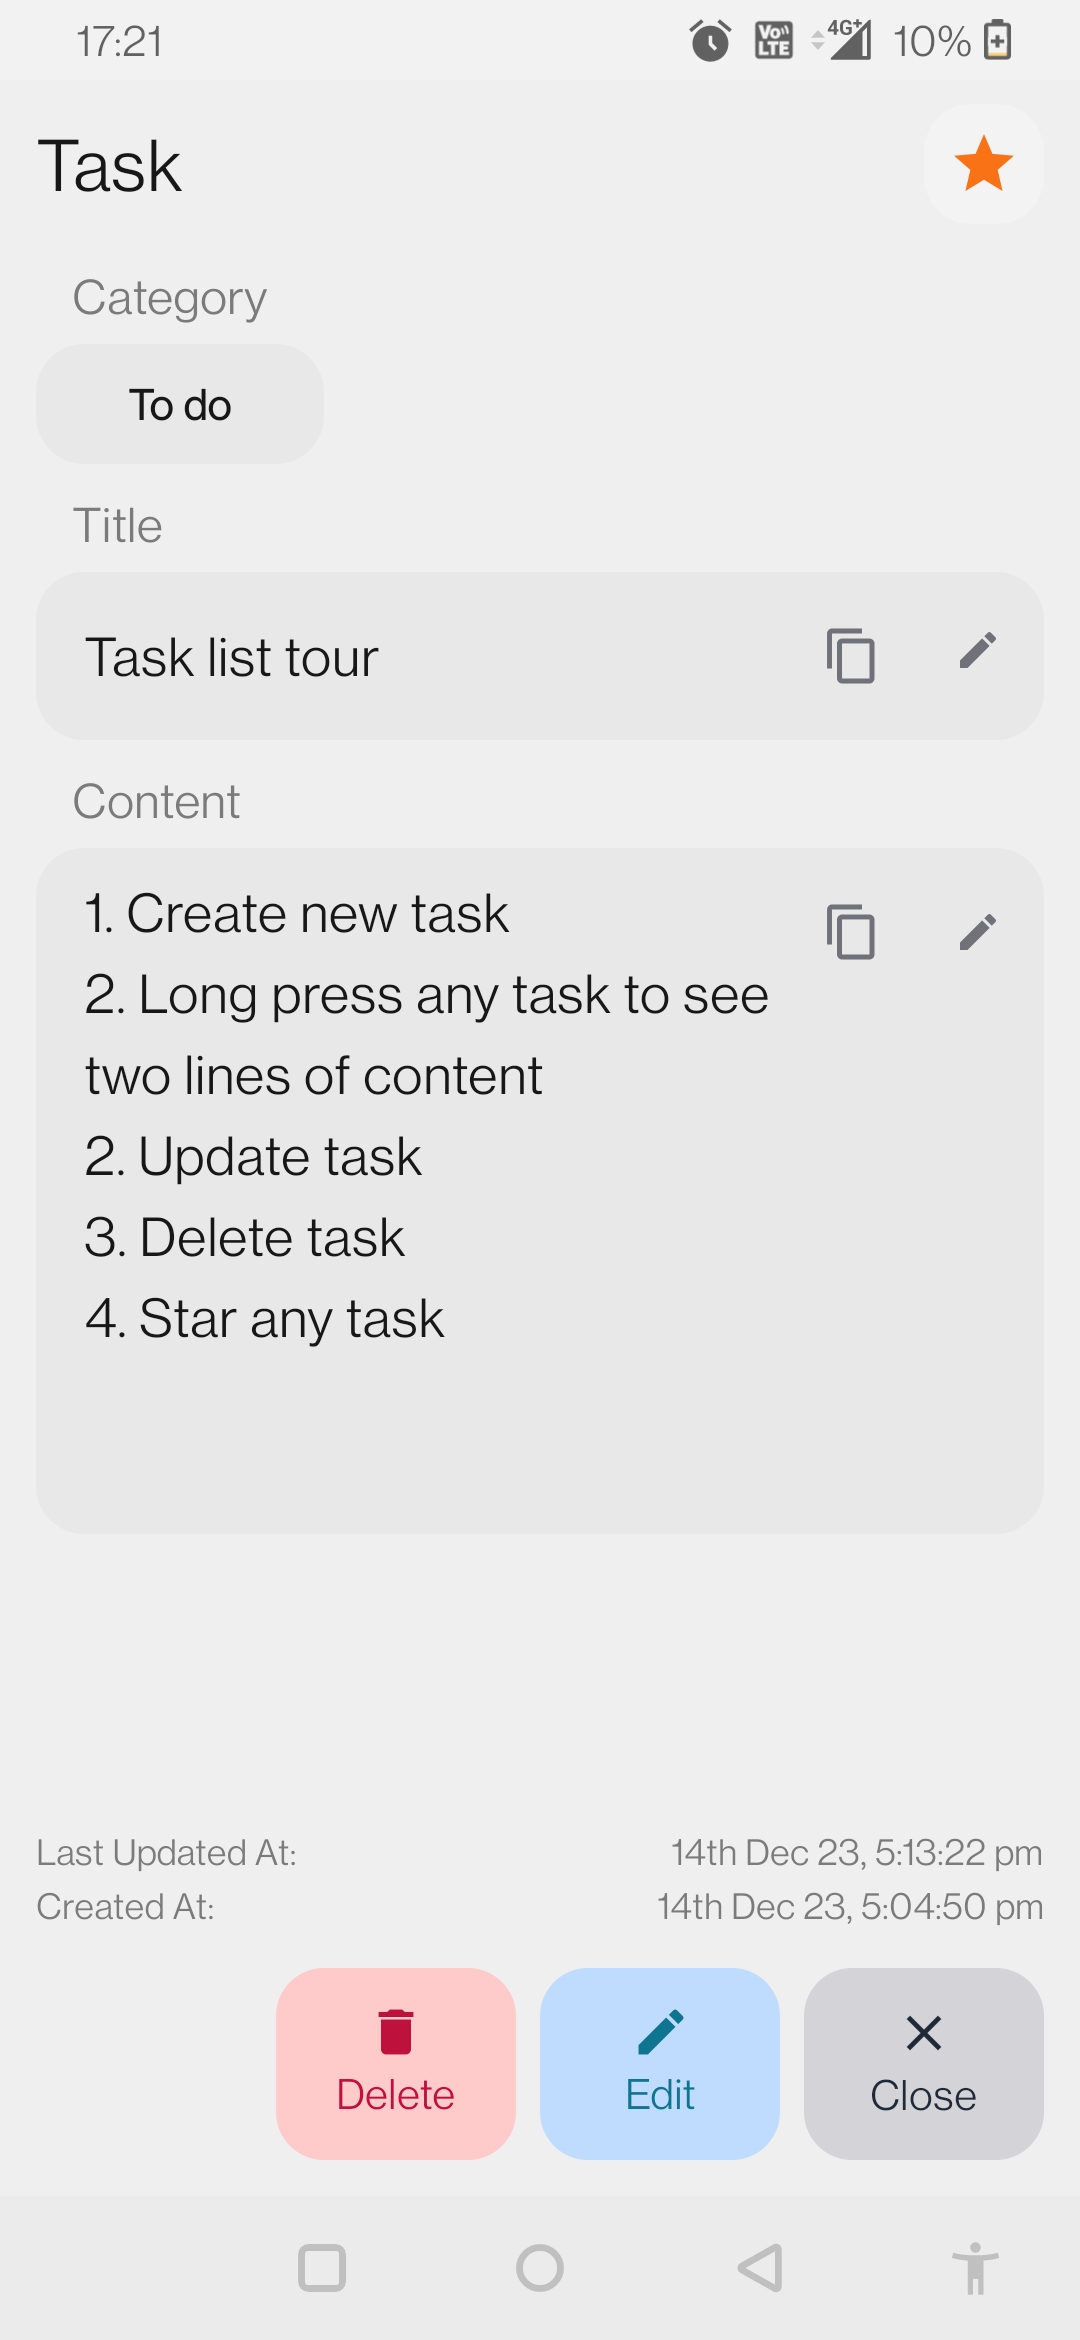 17:21 Vo LTE 4G+ 10%
Task
Category
To do
Title
Task list tour
Content
1. Create new task
2. Long press any task to see
two lines of content
2. Update task
3. Delete task
4. Star any task
Last Updated At: 14th Dec 23, 5:13:22 pm
Created At: 14th Dec 23, 5:04:50 pm
Delete Edit Close